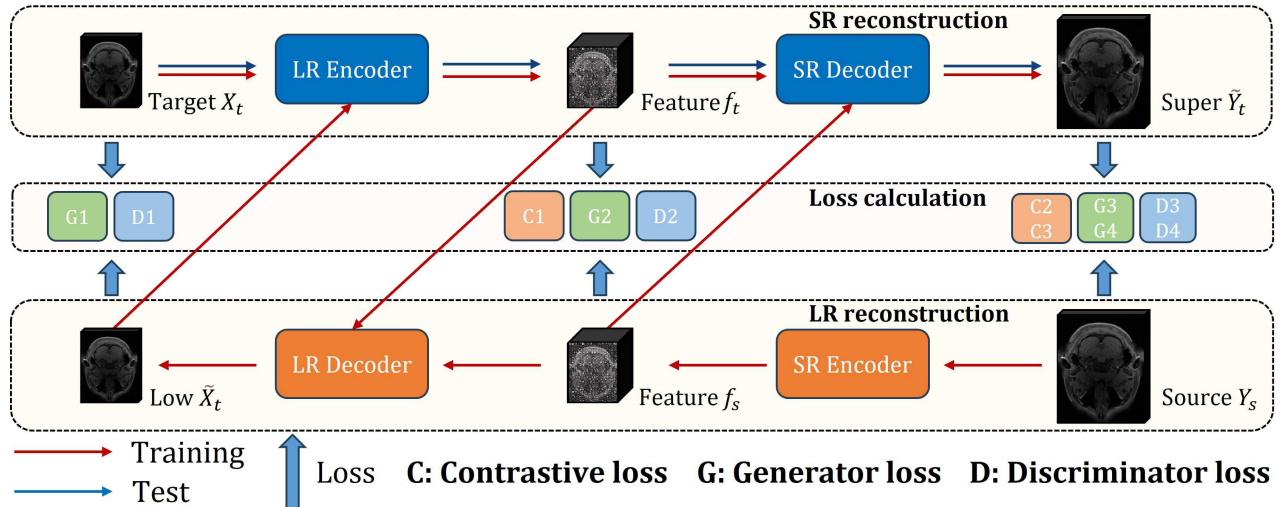 SR reconstruction
LR Encoder
SR Decoder
Target X_t
Feature f_t
Super Ỹ_t
Loss calculation
G1
D1
C1
G2
D2
C2
C3
G3
G4
D3
D4
LR reconstruction
LR Decoder
SR Encoder
Low X̃_t
Feature f_s
Source Y_s
Training
Test
Loss
C: Contrastive loss
G: Generator loss
D: Discriminator loss